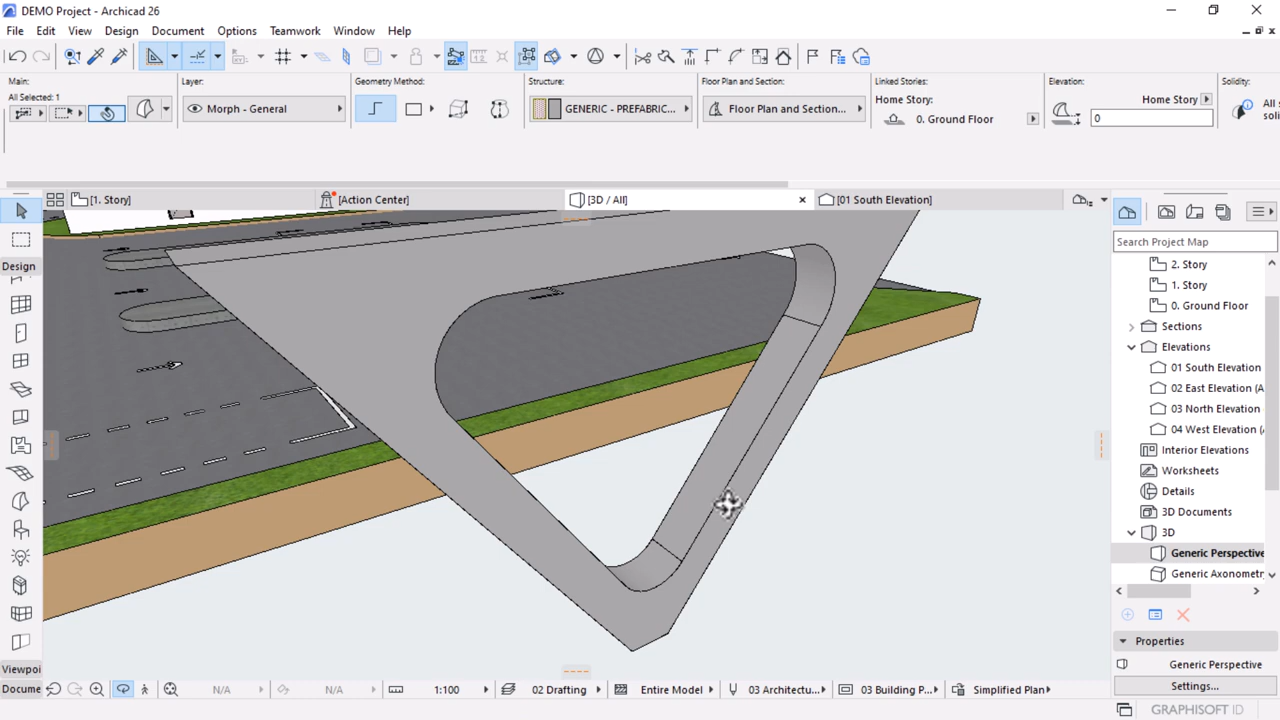 DEMO Project - Archicad 26
File Edit View Design Document Options Teamwork Window Help
Main:
All Selected: 1
Layer:
Morph - General
Geometry Method:
Structure:
GENERIC - PREFABRIC...
Floor Plan and Section:
Floor Plan and Section...
Linked Stories:
Home Story:
0. Ground Floor
Elevation:
Home Story
0
Solidity:
All s
soli
[1. Story]
[Action Center]
[3D / All]
[01 South Elevation]
Design
Viewpoi
Docume
Search Project Map
2. Story
1. Story
0. Ground Floor
Sections
Elevations
01 South Elevation
02 East Elevation (A
03 North Elevation
04 West Elevation (
Interior Elevations
Worksheets
Details
3D Documents
3D
Generic Perspective
Generic Axonometr
Properties
Generic Perspective
Settings...
N/A N/A 1:100 02 Drafting Entire Model 03 Architectu... 03 Building P... Simplified Plan
GRAPHISOFT ID